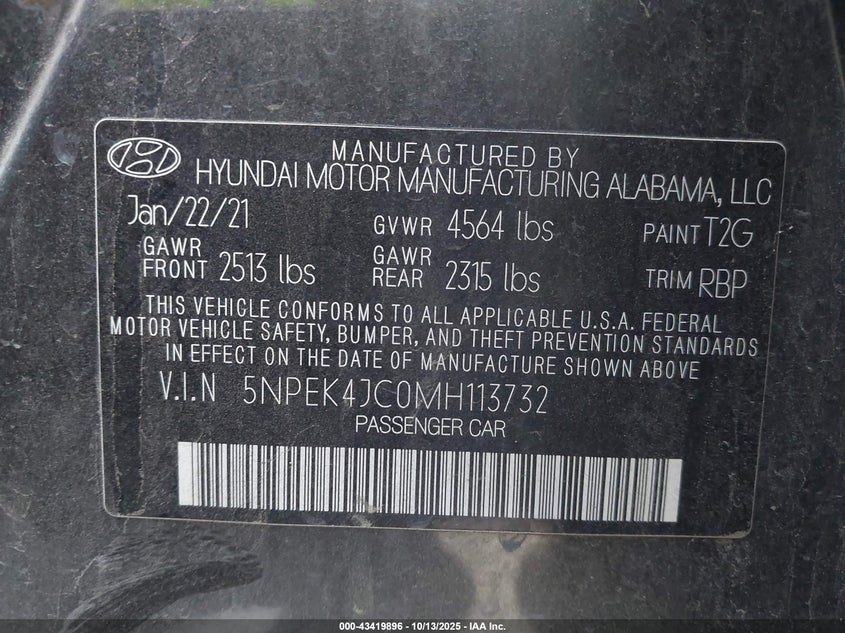 MANUFACTURED BY
HYUNDAI MOTOR MANUFACTURING ALABAMA, LLC
Jan/22/21 GVWR 4564 lbs PAINT T2G
GAWR FRONT 2513 lbs GAWR REAR 2315 lbs TRIM RBP
THIS VEHICLE CONFORMS TO ALL APPLICABLE U.S.A. FEDERAL
MOTOR VEHICLE SAFETY, BUMPER, AND THEFT PREVENTION STANDARDS
IN EFFECT ON THE DATE OF MANUFACTURE SHOWN ABOVE
V.I.N 5NPEK4JC0MH113732
PASSENGER CAR
000-43419896 - 10/13/2025 - IAA Inc.